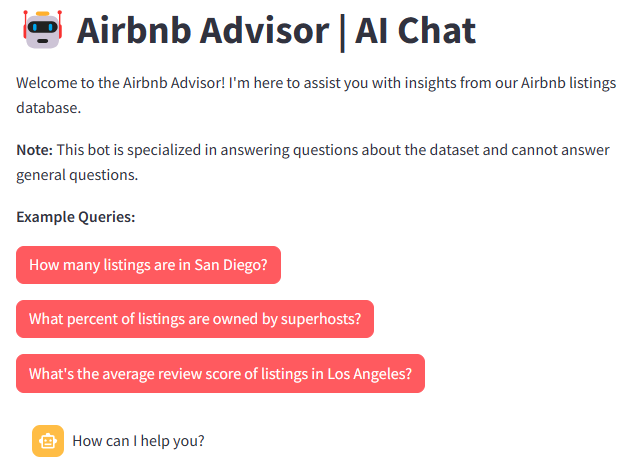 Airbnb Advisor | AI Chat
Welcome to the Airbnb Advisor! I'm here to assist you with insights from our Airbnb listings
database.
Note: This bot is specialized in answering questions about the dataset and cannot answer
general questions.
Example Queries:
How many listings are in San Diego?
What percent of listings are owned by superhosts?
What's the average review score of listings in Los Angeles?
How can I help you?